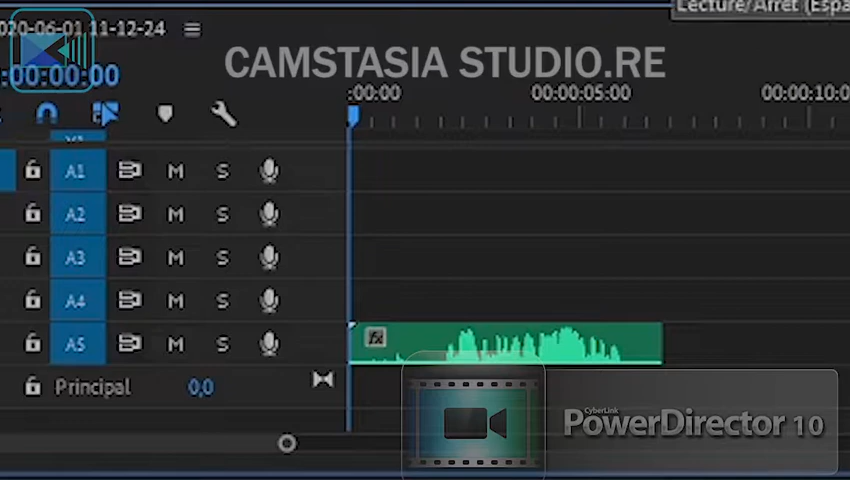 Lecture/Arrêt (Espa
020-06-01 11-12-24
CAMSTASIA STUDIO.RE
:00:00:00:00
:00:00
00:00:05:00
00:00:10:0
A1 M S
A2 M S
A3 M S
A4 M S
A5 M S
fx
Principal 0,0
CyberLink
PowerDirector 10